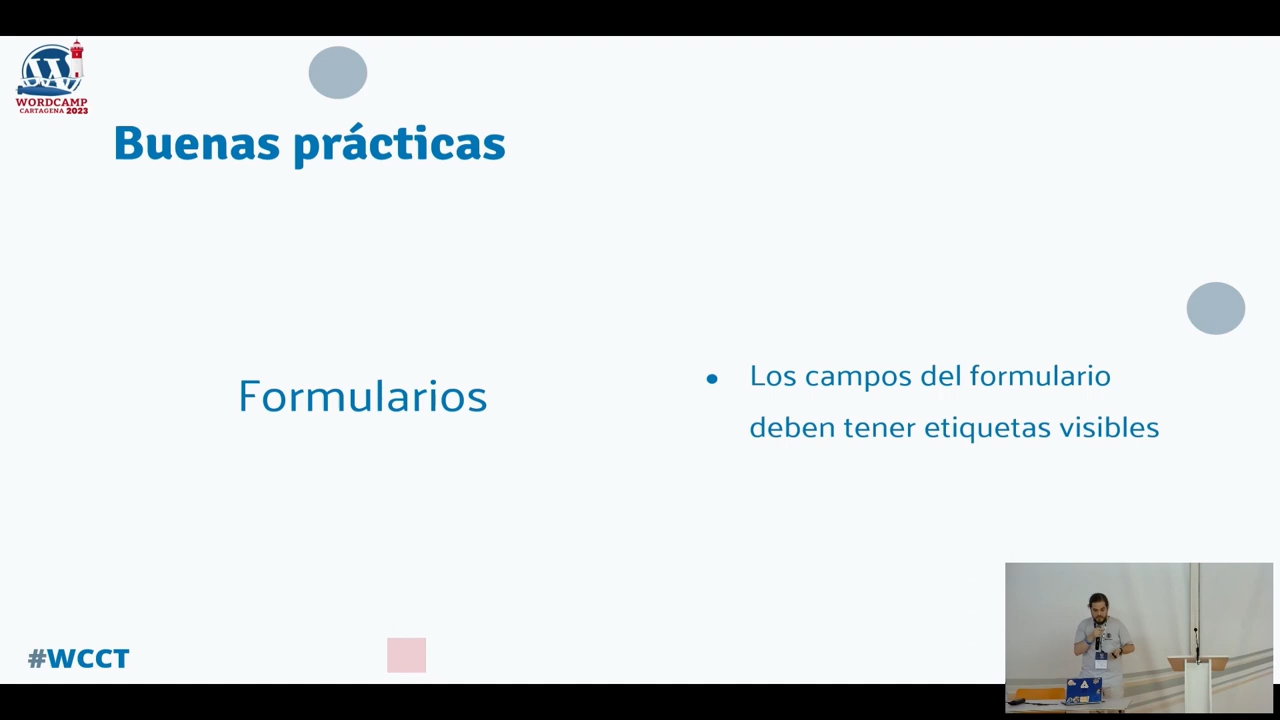 WORDCAMP
CARTAGENA 2023
Buenas prácticas
Formularios
● Los campos del formulario
deben tener etiquetas visibles
#WCCT